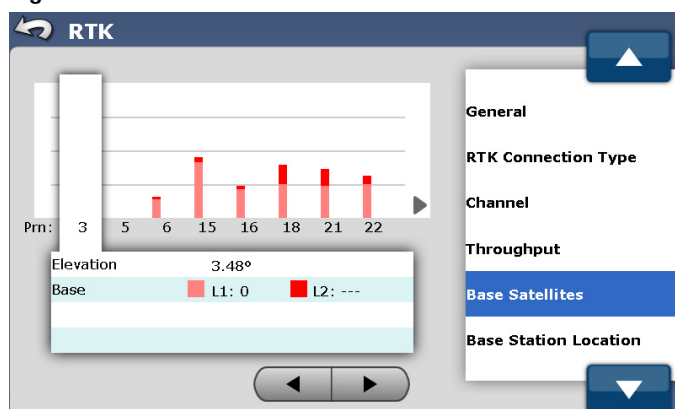 RTK
General
RTK Connection Type
Channel
Throughput
Base Satellites
Base Station Location
Prn: 3 5 6 15 16 18 21 22
Elevation 3.48º
Base L1: 0 L2: ---